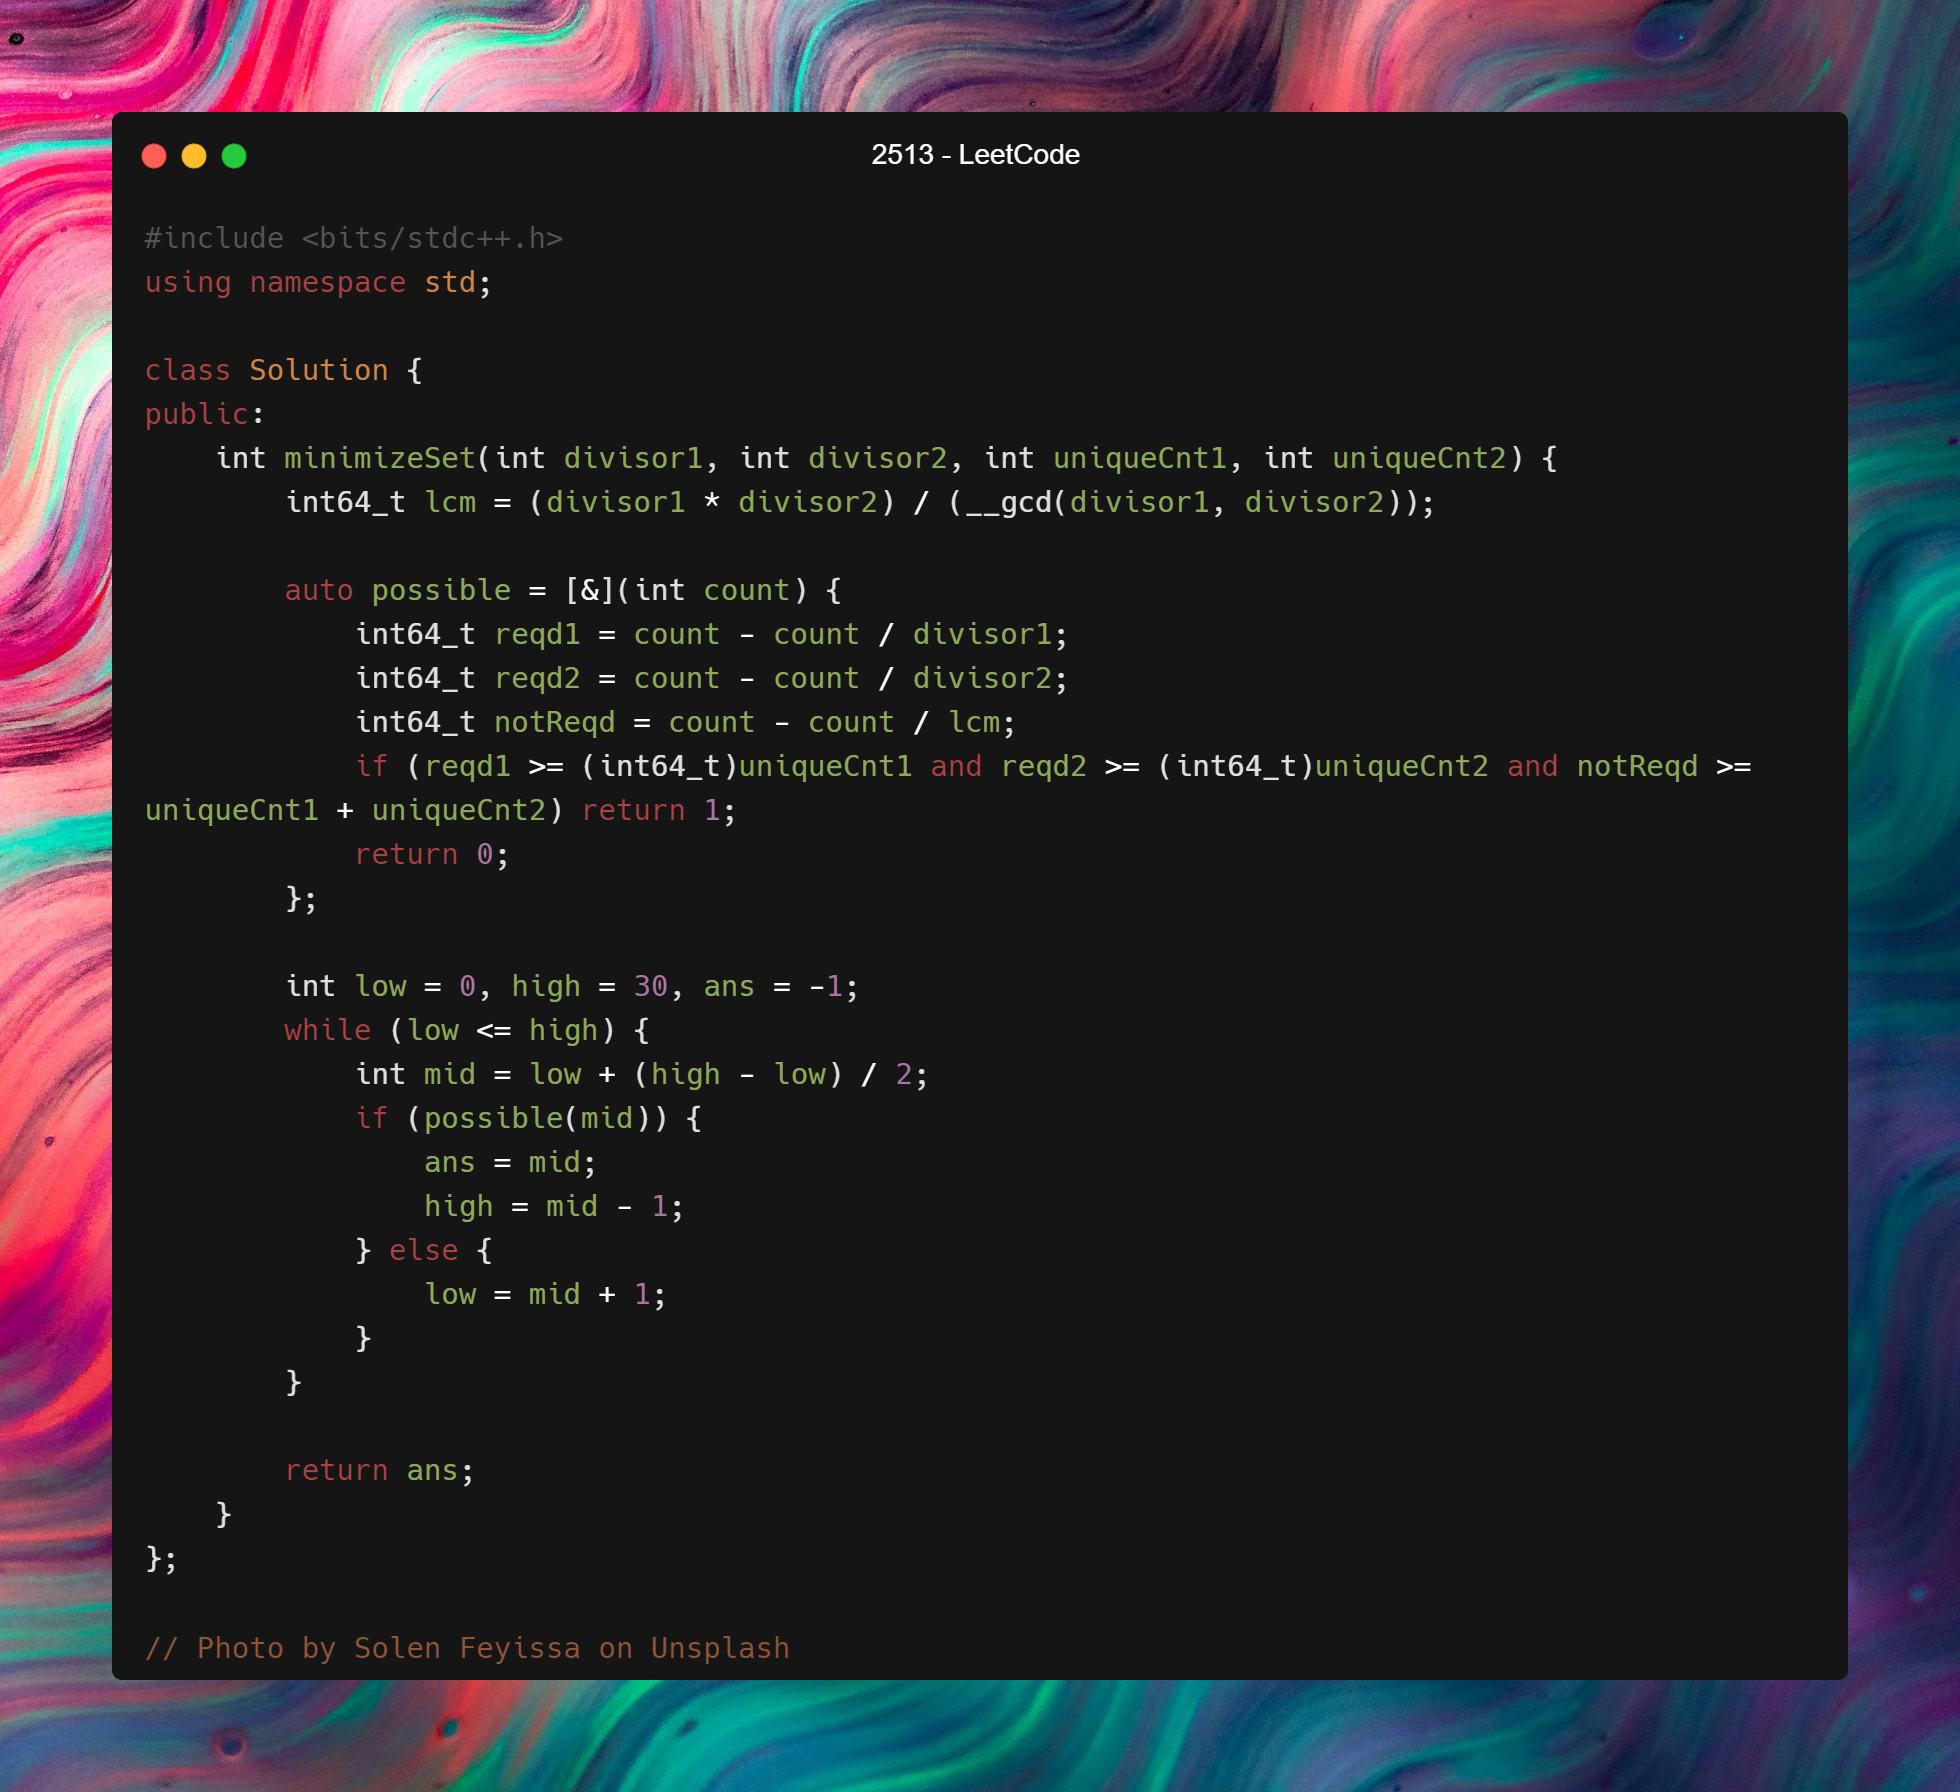 2513 - LeetCode
#include <bits/stdc++.h>
using namespace std;
class Solution {
public:
    int minimizeSet(int divisor1, int divisor2, int uniqueCnt1, int uniqueCnt2) {
        int64_t lcm = (divisor1 * divisor2) / (__gcd(divisor1, divisor2));
        auto possible = [&](int count) {
            int64_t reqd1 = count - count / divisor1;
            int64_t reqd2 = count - count / divisor2;
            int64_t notReqd = count - count / lcm;
            if (reqd1 >= (int64_t)uniqueCnt1 and reqd2 >= (int64_t)uniqueCnt2 and notReqd >=
uniqueCnt1 + uniqueCnt2) return 1;
            return 0;
        };
        int low = 0, high = 30, ans = -1;
        while (low <= high) {
            int mid = low + (high - low) / 2;
            if (possible(mid)) {
                ans = mid;
                high = mid - 1;
            } else {
                low = mid + 1;
            }
        }
        return ans;
    }
};
// Photo by Solen Feyissa on Unsplash